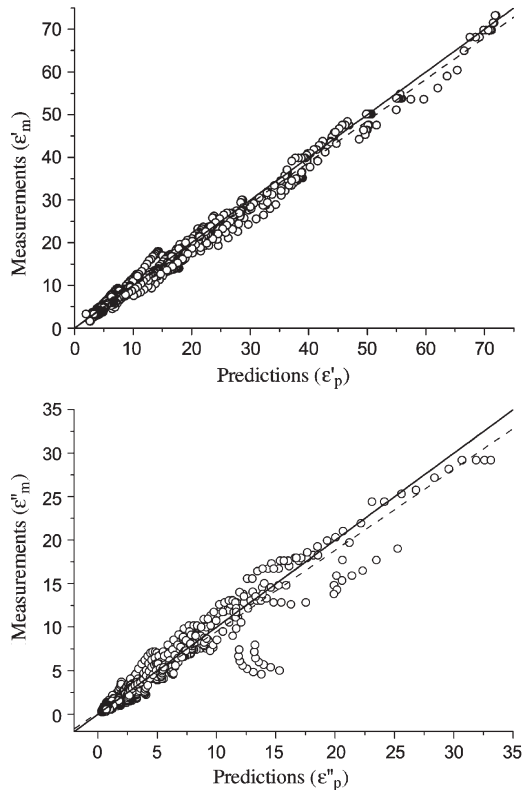 70
60
50
40
30
20
10
0
Measurements (ε'm)
0 10 20 30 40 50 60 70
Predictions (ε'p)
35
30
25
20
15
10
5
0
Measurements (ε"m)
0 5 10 15 20 25 30 35
Predictions (ε"p)